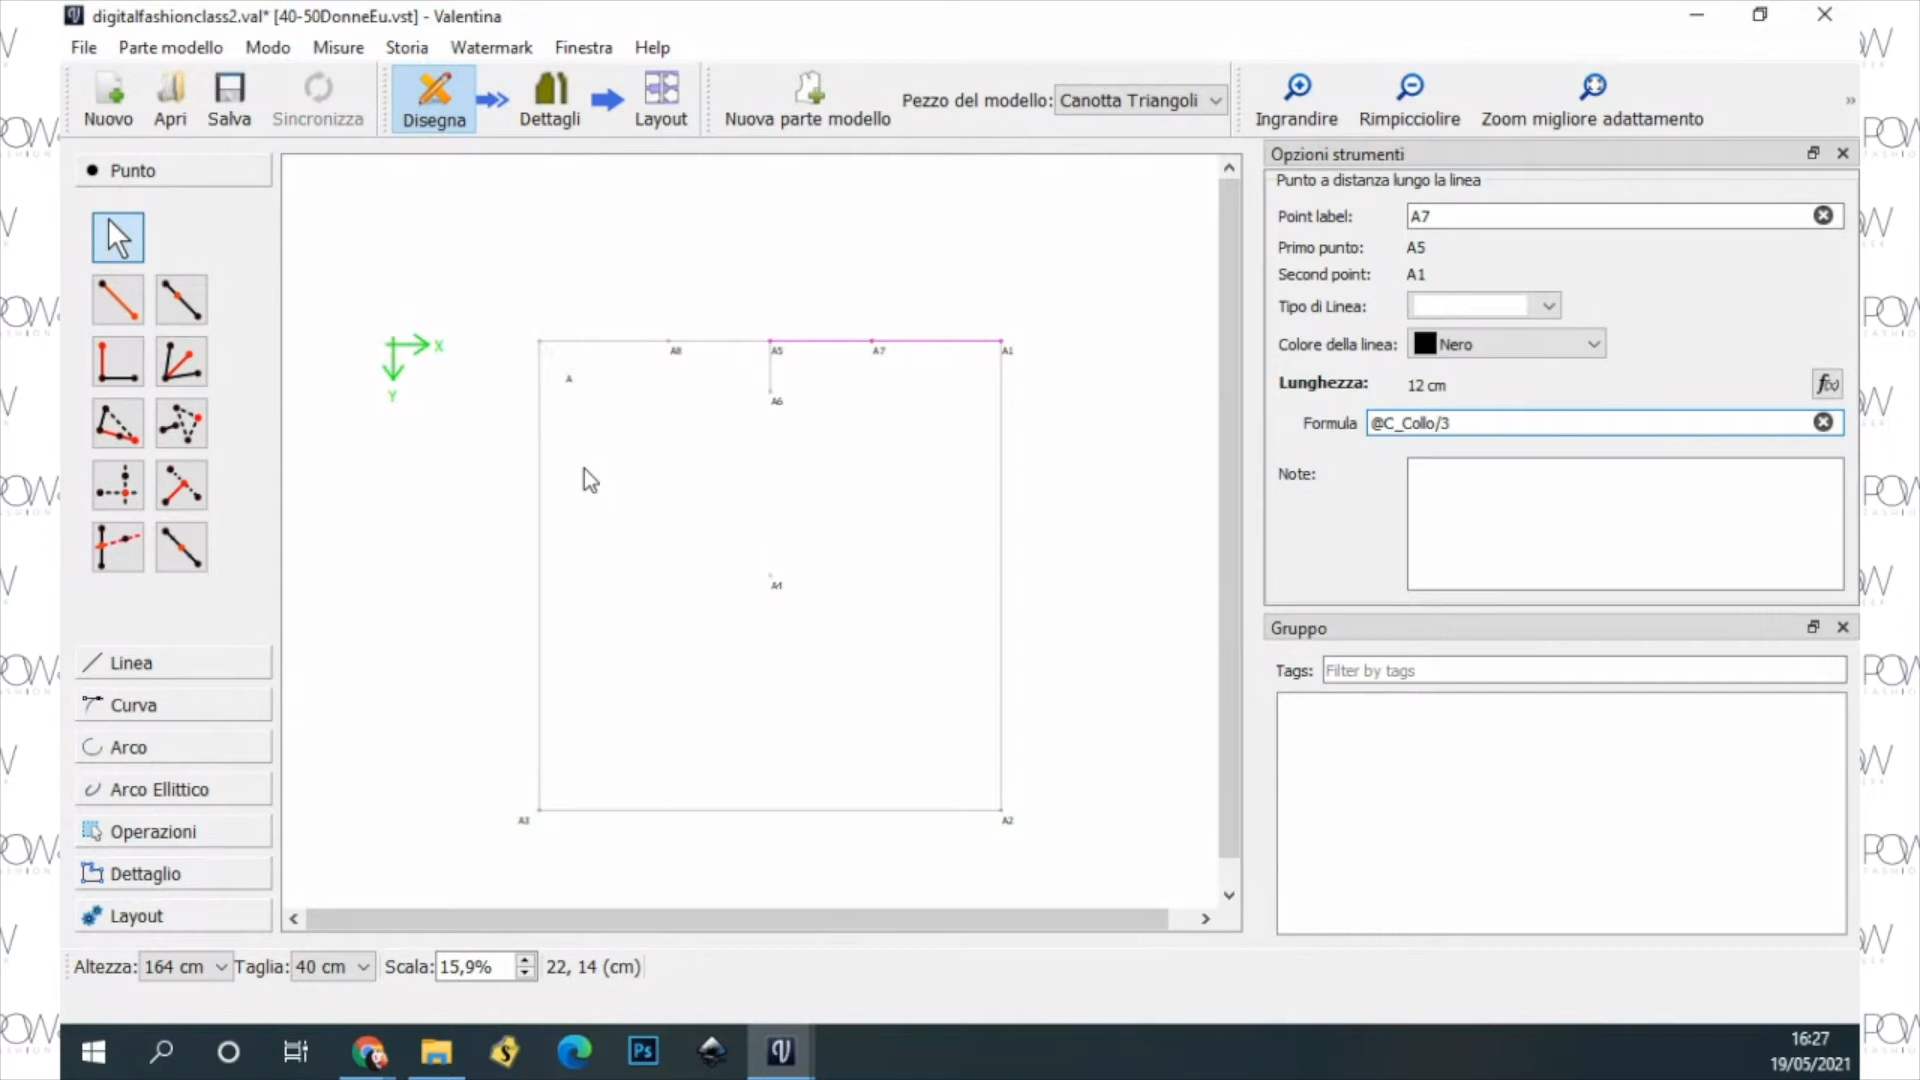 digitalfashionclass2.val* [40-50DonneEu.vst] - Valentina
File Parte modello Modo Misure Storia Watermark Finestra Help
Nuovo Apri Salva Sincronizza Disegna Dettagli Layout Nuova parte modello Pezzo del modello: Canotta Triangoli Ingrandire Rimpicciolire Zoom migliore adattamento
Punto
Linea
Curva
Arco
Arco Ellittico
Operazioni
Dettaglio
Layout
X
Y
A
A8
A5
A7
A1
A6
A4
A3
A2
Opzioni strumenti
Punto a distanza lungo la linea
Point label: A7
Primo punto: A5
Second point: A1
Tipo di Linea:
Colore della linea: Nero
Lunghezza: 12 cm
f(x)
Formula @C_Collo/3
Note:
Gruppo
Tags: Filter by tags
Altezza: 164 cm Taglia: 40 cm Scala: 15,9% 22, 14 (cm)
Ps
16:27
19/05/2021
POW
FASHION